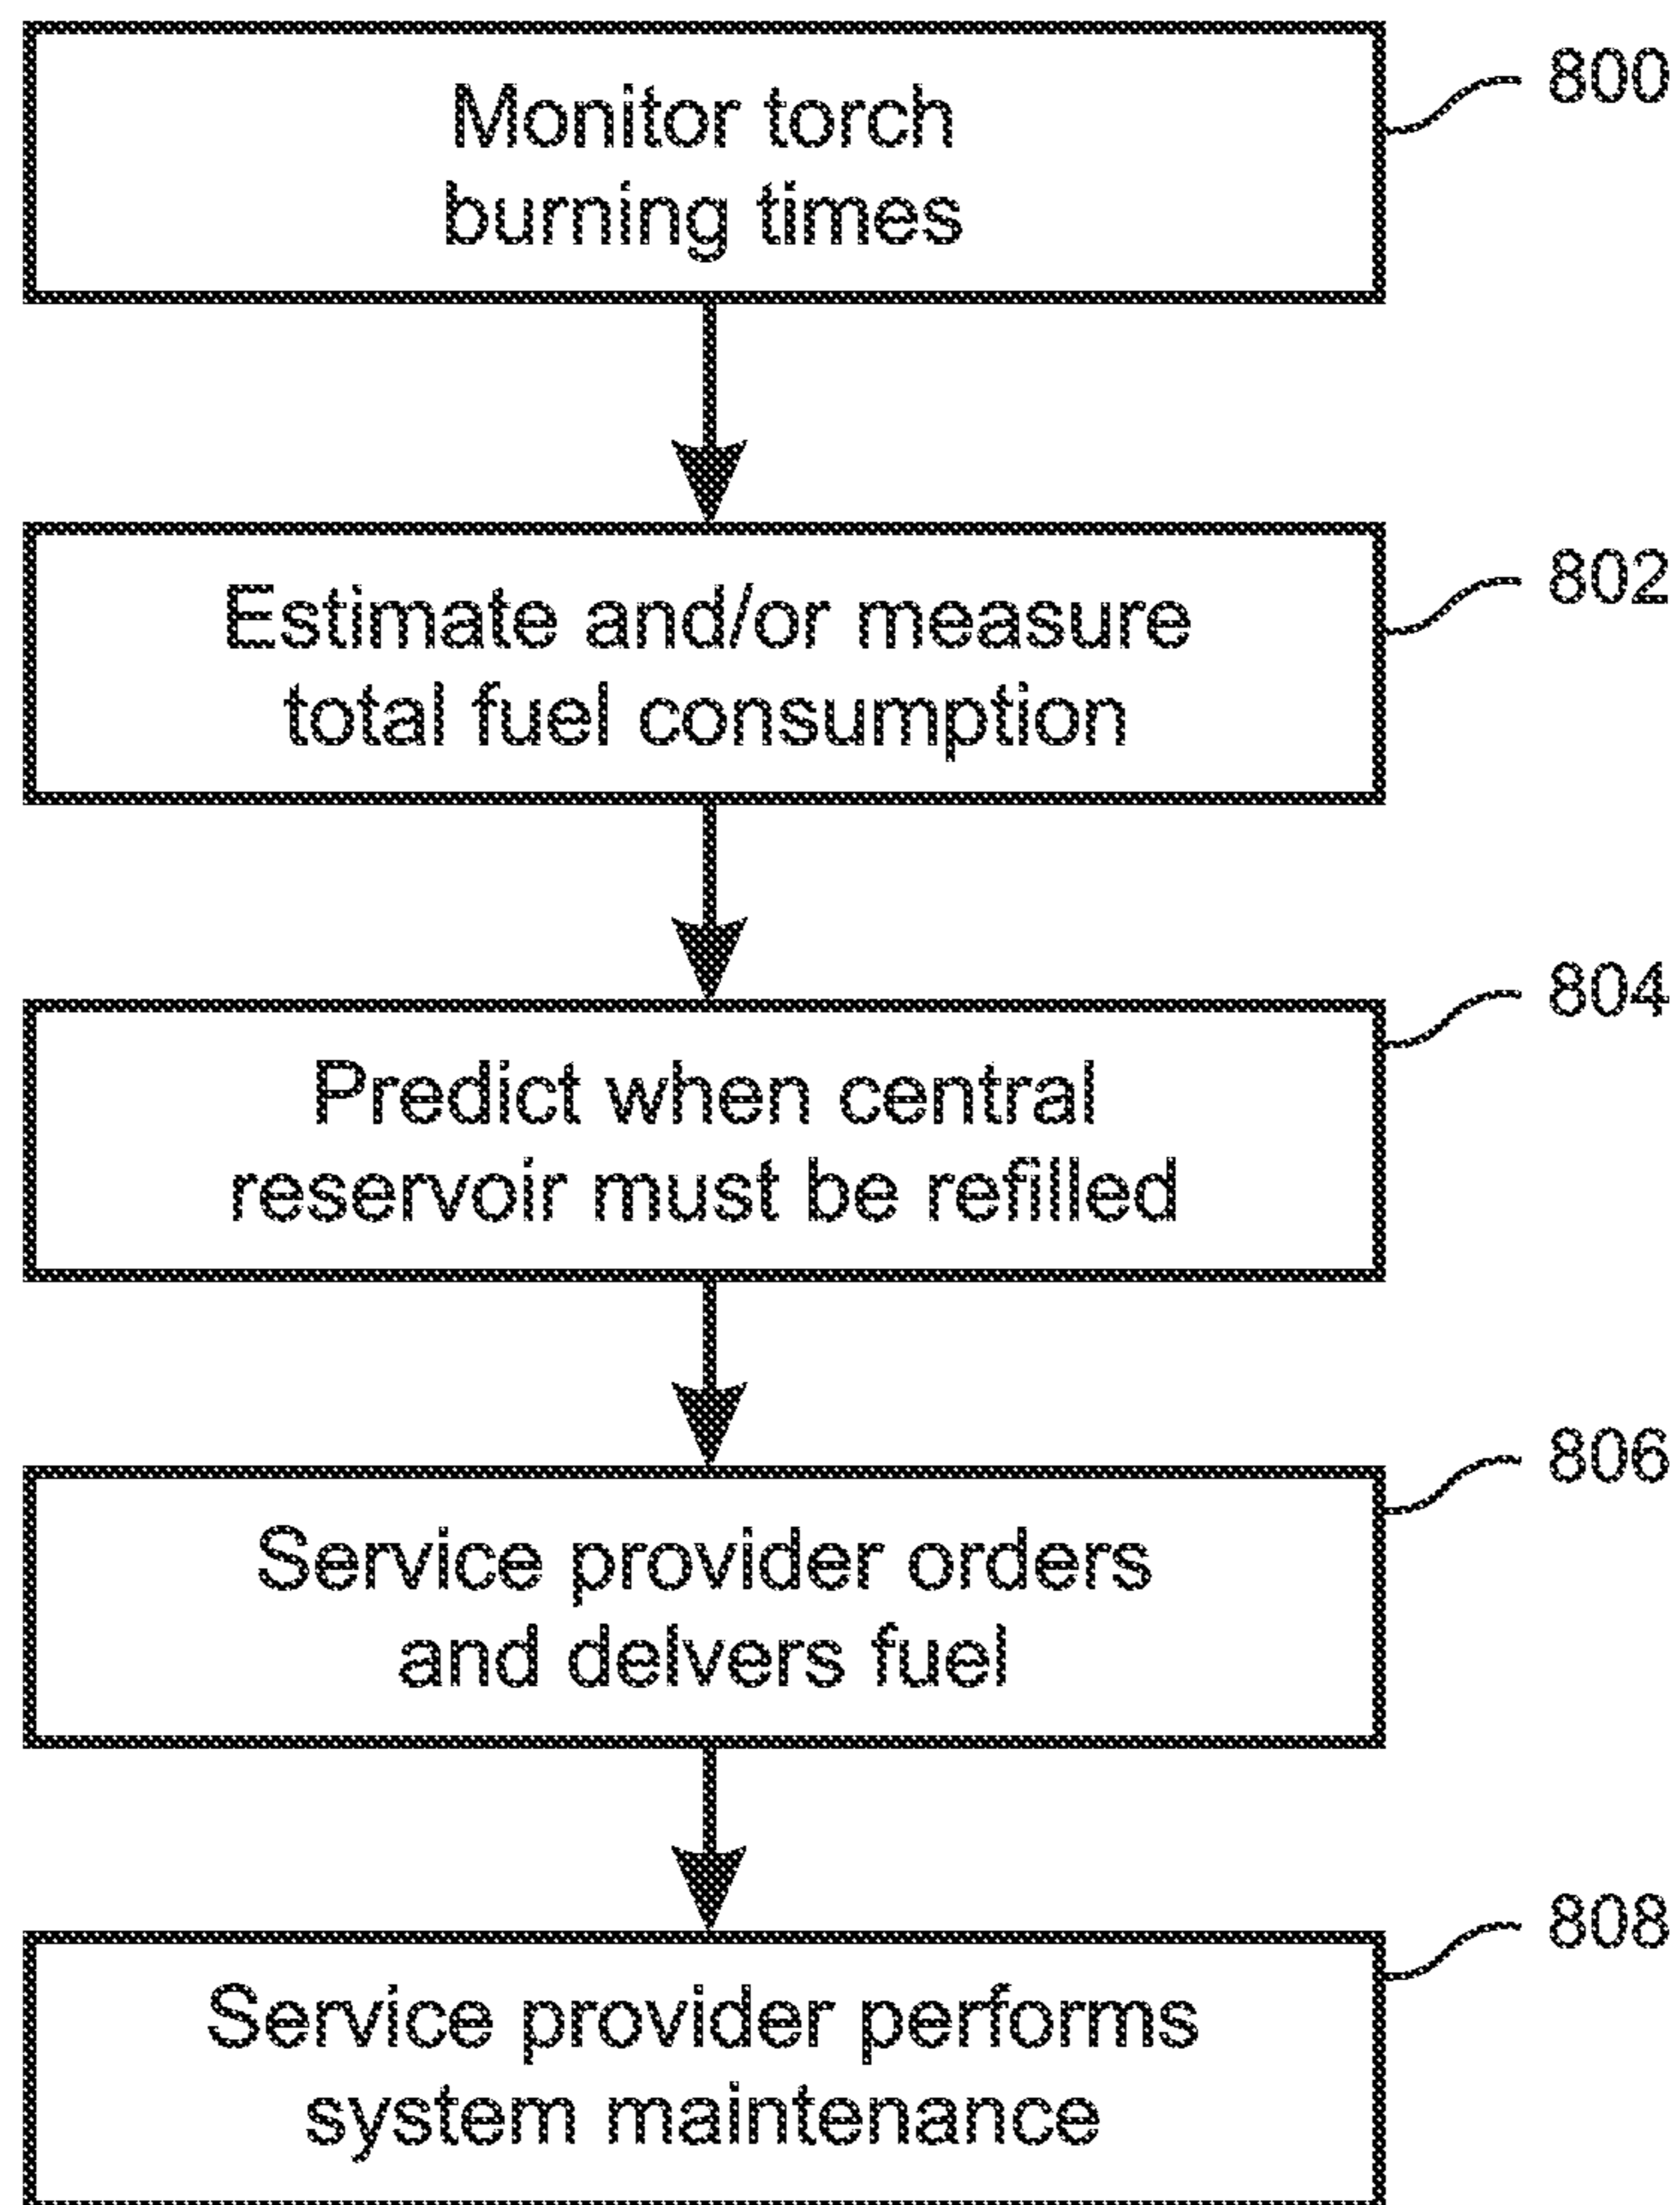 Monitor torch
burning times
800
Estimate and/or measure
total fuel consumption
802
Predict when central
reservoir must be refilled
804
Service provider orders
and delvers fuel
806
Service provider performs
system maintenance
808